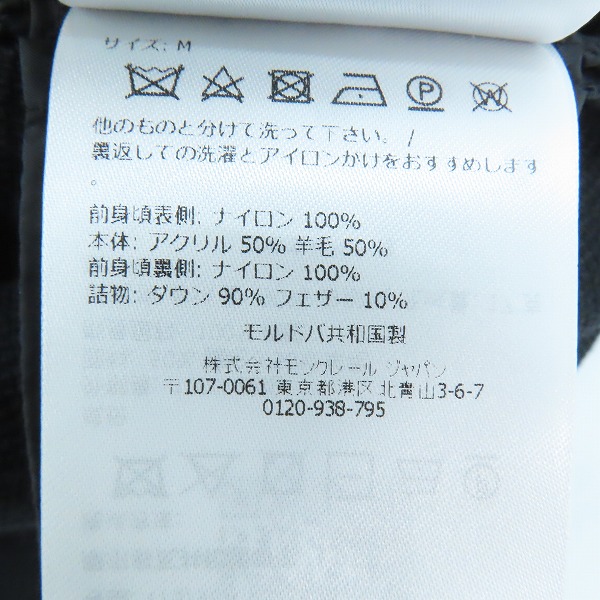 サイズ: M
P
W
他のものと分けて洗って下さい。/
裏返しての洗濯とアイロンかけをおすすめします
。
前身頃表側: ナイロン 100%
本体: アクリル 50% 羊毛 50%
前身頃裏側: ナイロン 100%
詰物: ダウン 90% フェザー 10%
モルドバ共和国製
株式会社モンクレール ジャパン
〒107-0061 東京都港区北青山3-6-7
0120-938-795